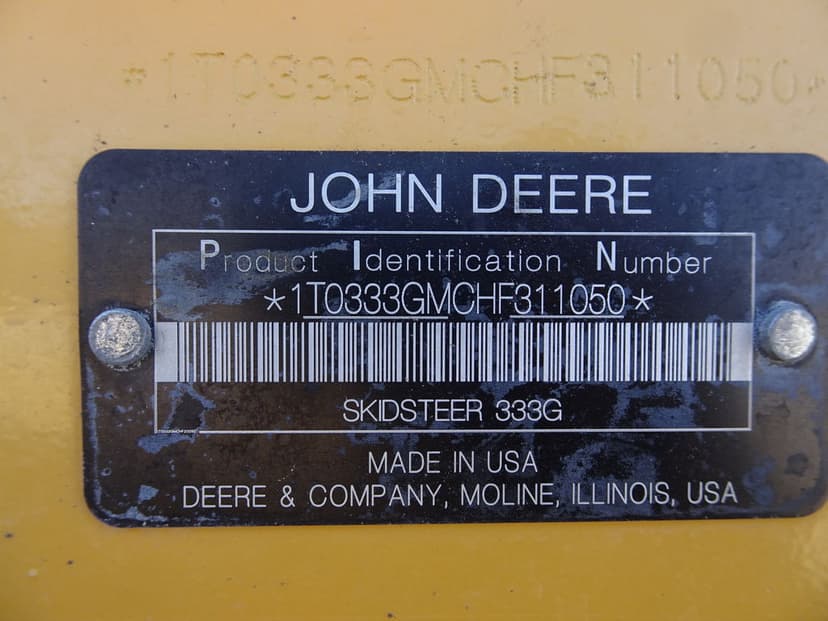 *1T0333GMCHF311050*
JOHN DEERE
Product Identification Number
*1T0333GMCHF311050*
SKIDSTEER 333G
MADE IN USA
DEERE & COMPANY, MOLINE, ILLINOIS, USA